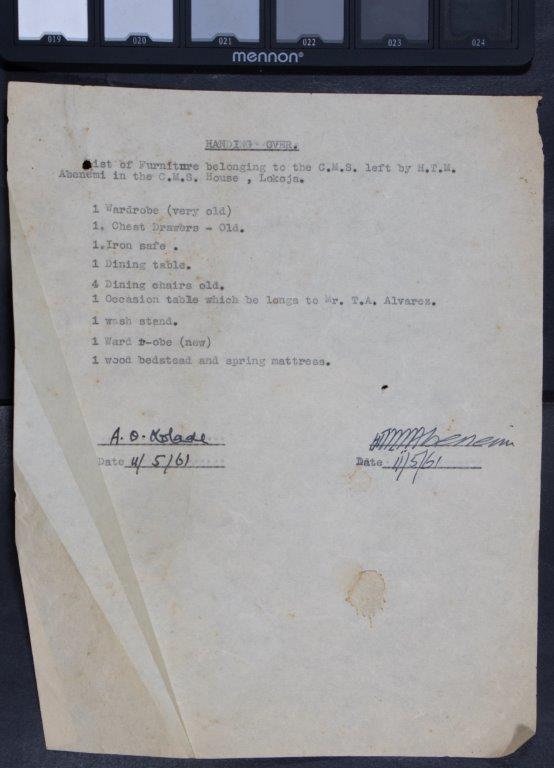 019 020 021 022 023 024
mennon®
HANDING OVER.
List of Furniture belonging to the C.M.S. left by H.T.M.
Abenemi in the C.M.S. House , Lokoja.
1 Wardrobe (very old)
1. Chest Drawers - Old.
1.Iron safe .
1 Dining table.
4 Dining chairs old.
1 Occasion table which be longs to Mr. T.A. Alvarez.
1 wash stand.
1 Ward r-obe (new)
1 wood bedstead and spring mattress.
A. O. Kolade HTMAbenemi
Date 11/5/61 Date 11/5/61